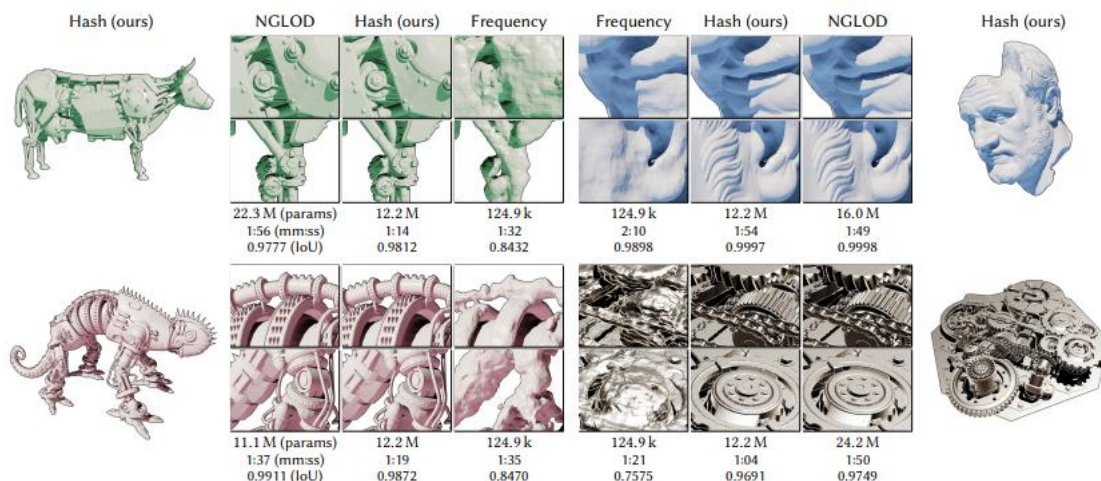 Hash (ours) NGLOD Hash (ours) Frequency Frequency Hash (ours) NGLOD Hash (ours)
22.3 M (params) 12.2 M 124.9 k 124.9 k 12.2 M 16.0 M
1:56 (mm:ss) 1:14 1:32 2:10 1:54 1:49
0.9777 (IoU) 0.9812 0.8432 0.9898 0.9997 0.9998
11.1 M (params) 12.2 M 124.9 k 124.9 k 12.2 M 24.2 M
1:37 (mm:ss) 1:19 1:35 1:21 1:04 1:50
0.9911 (IoU) 0.9872 0.8470 0.7575 0.9691 0.9749